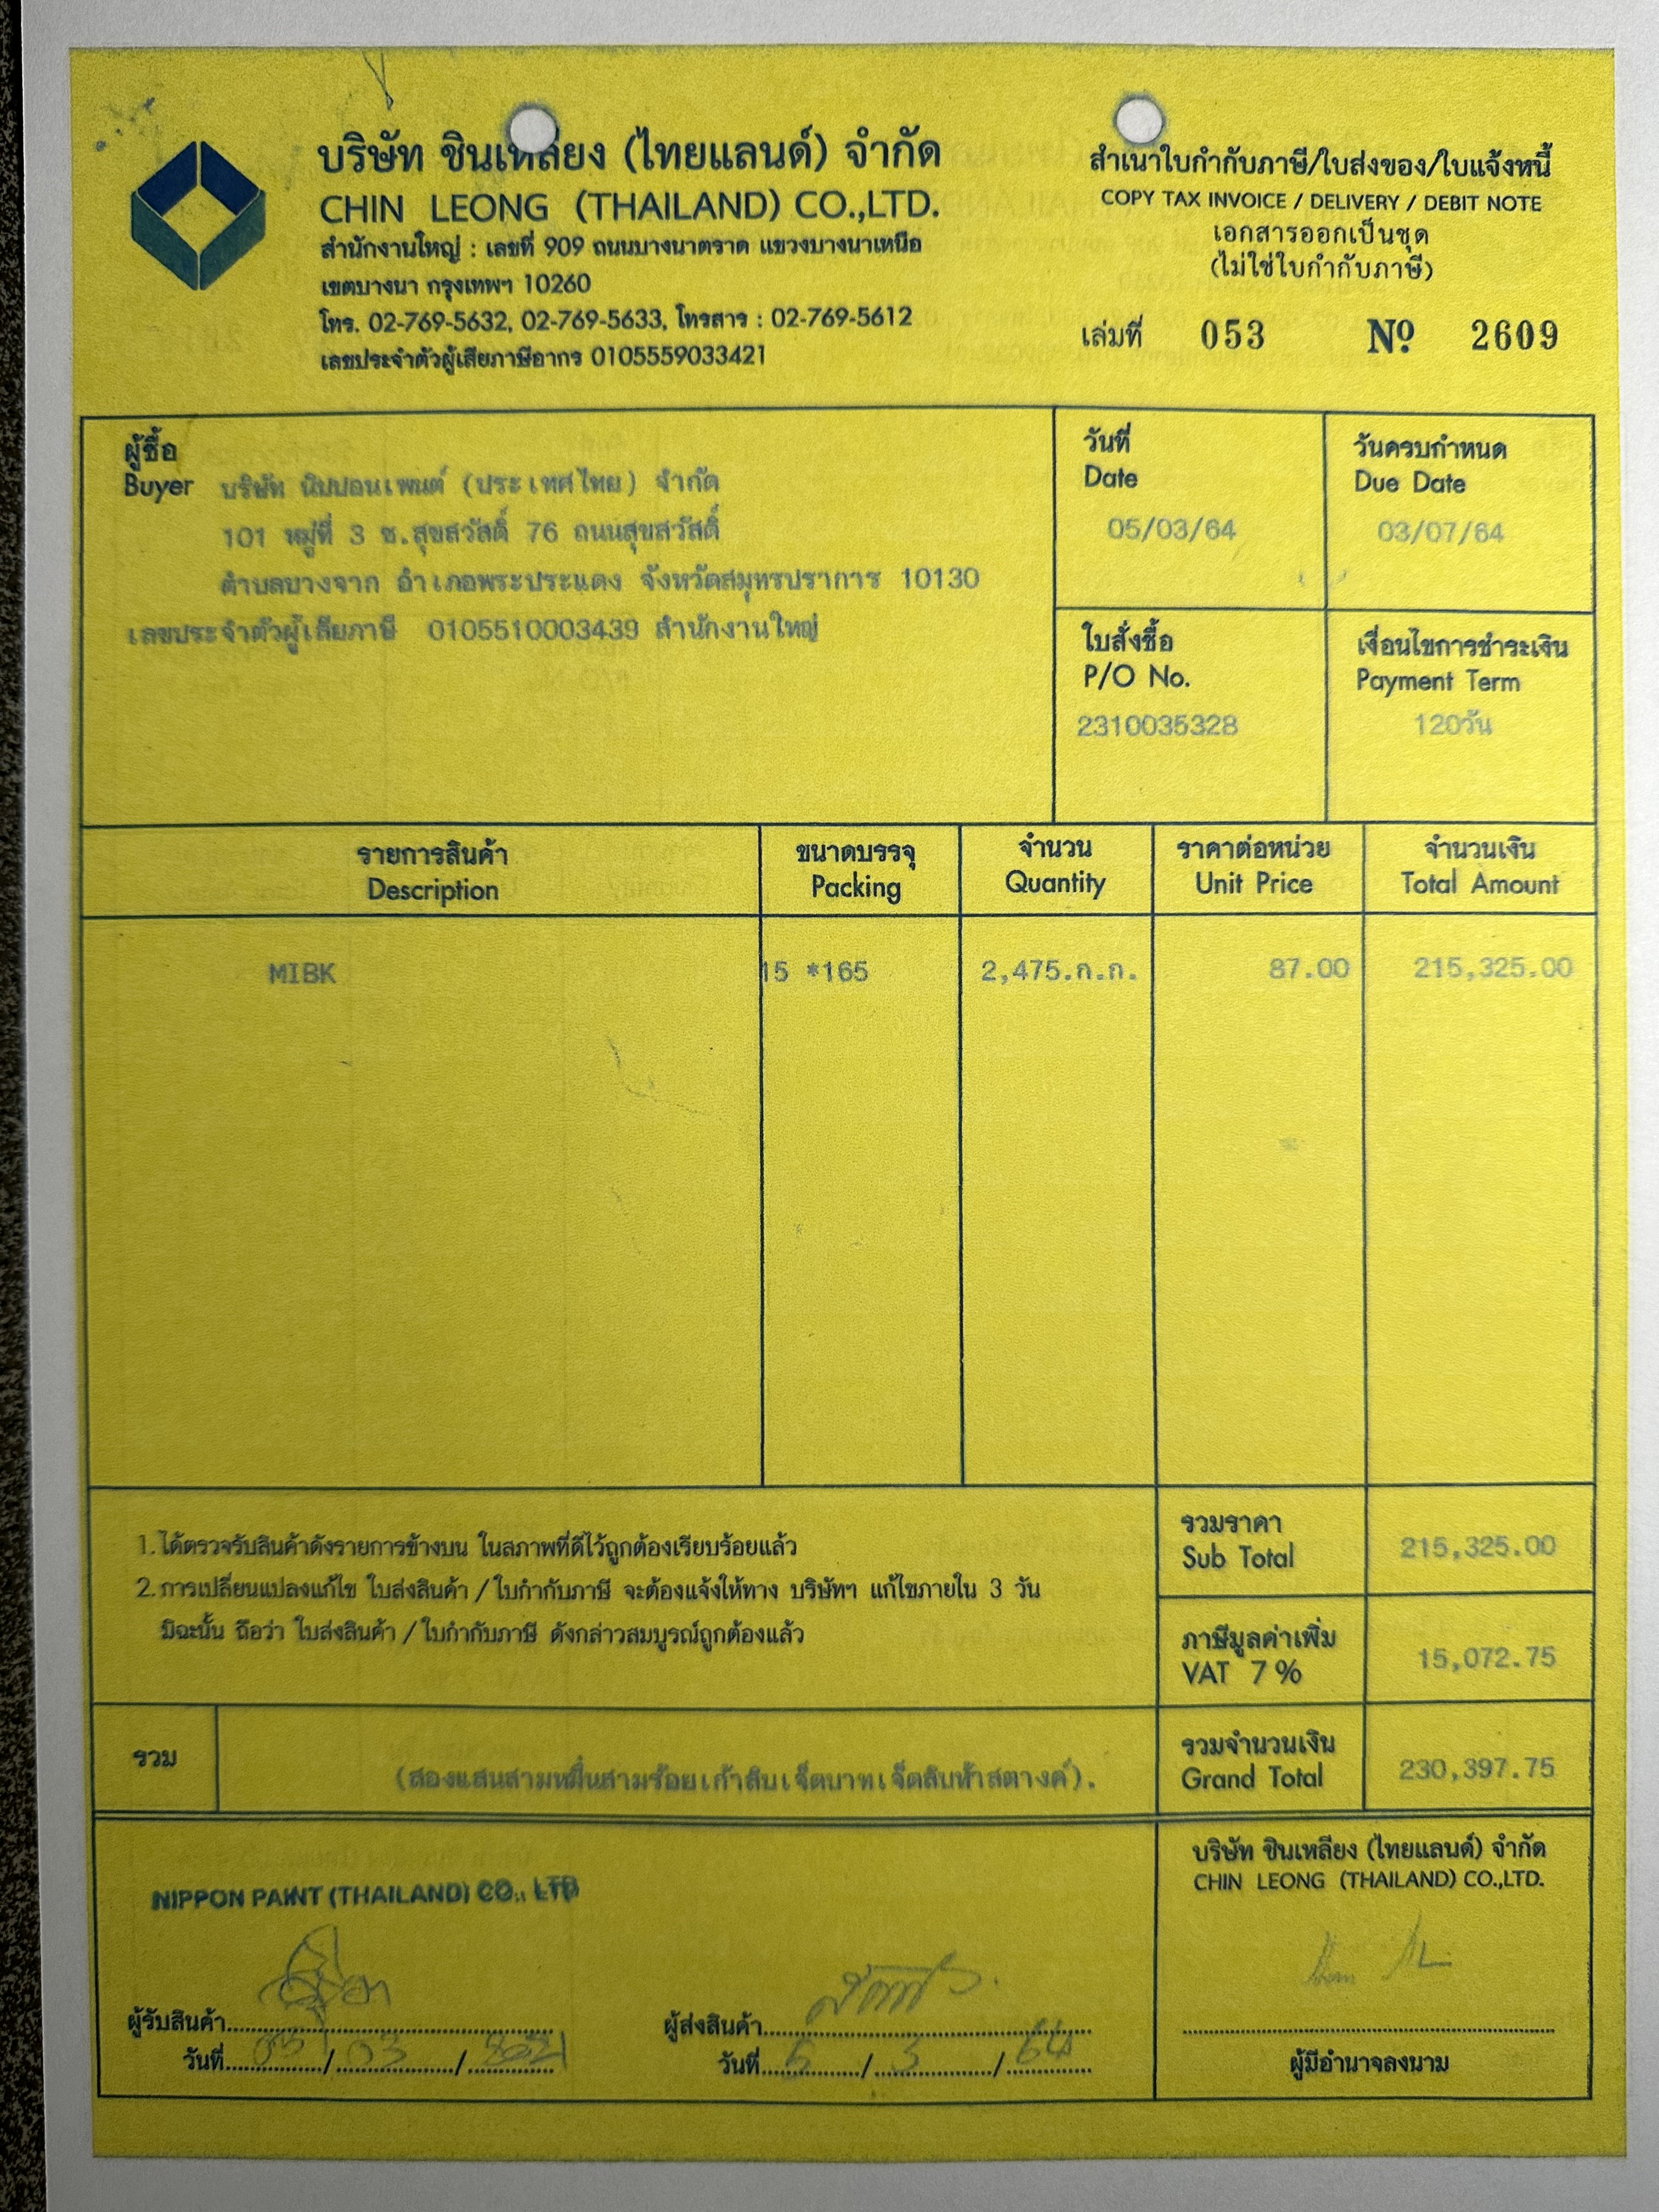 บริษัท ชินเหลียง (ไทยแลนด์) จำกัด
CHIN LEONG (THAILAND) CO.,LTD.
สำนักงานใหญ่ : เลขที่ 909 ถนนบางนาตราด แขวงบางนาเหนือ
เขตบางนา กรุงเทพฯ 10260
โทร. 02-769-5632, 02-769-5633, โทรสาร : 02-769-5612
เลขประจำตัวผู้เสียภาษีอากร 0105559033421
สำเนาใบกำกับภาษี/ใบส่งของ/ใบแจ้งหนี้
COPY TAX INVOICE / DELIVERY / DEBIT NOTE
เอกสารออกเป็นชุด
(ไม่ใช่ใบกำกับภาษี)
เล่มที่ 053 Nº 2609
ผู้ซื้อ
Buyer บริษัท นิปปอนเพนต์ (ประเทศไทย) จำกัด
101 หมู่ที่ 3 ซ.สุขสวัสดิ์ 76 ถนนสุขสวัสดิ์
ตำบลบางจาก อำเภอพระประแดง จังหวัดสมุทรปราการ 10130
เลขประจำตัวผู้เสียภาษี 0105510003439 สำนักงานใหญ่
วันที่
Date
05/03/64
วันครบกำหนด
Due Date
03/07/64
ใบสั่งซื้อ
P/O No.
2310035328
เงื่อนไขการชำระเงิน
Payment Term
120วัน
รายการสินค้า ขนาดบรรจุ จำนวน ราคาต่อหน่วย จำนวนเงิน
Description Packing Quantity Unit Price Total Amount
MIBK 15 *165 2,475.ก.ก. 87.00 215,325.00
1. ได้ตรวจรับสินค้าดังรายการข้างบน ในสภาพที่ดีไว้ถูกต้องเรียบร้อยแล้ว
2. การเปลี่ยนแปลงแก้ไข ใบส่งสินค้า / ใบกำกับภาษี จะต้องแจ้งให้ทาง บริษัทฯ แก้ไขภายใน 3 วัน
มิฉะนั้น ถือว่า ใบส่งสินค้า / ใบกำกับภาษี ดังกล่าวสมบูรณ์ถูกต้องแล้ว
รวมราคา
Sub Total 215,325.00
ภาษีมูลค่าเพิ่ม
VAT 7 % 15,072.75
รวม (สองแสนสามหมื่นสามร้อยเก้าสิบเจ็ดบาทเจ็ดสิบห้าสตางค์).
รวมจำนวนเงิน
Grand Total 230,397.75
NIPPON PAINT (THAILAND) CO., LTD
ผู้รับสินค้า
วันที่ 05 / 03 / 2021
ผู้ส่งสินค้า
วันที่ 5 / 3 / 64
บริษัท ชินเหลียง (ไทยแลนด์) จำกัด
CHIN LEONG (THAILAND) CO.,LTD.
ผู้มีอำนาจลงนาม